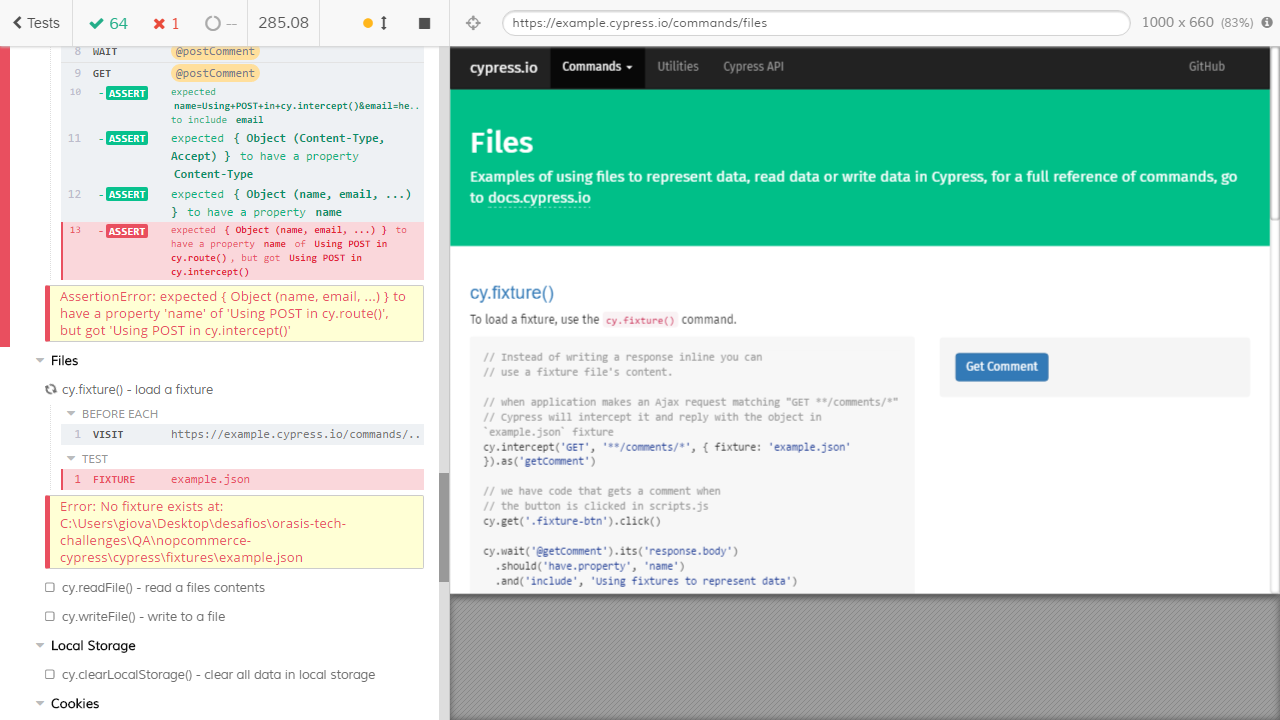 Tests
64
1
--
285.08
https://example.cypress.io/commands/files
1000 x 660 (83%)
8 WAIT @postComment
9 GET @postComment
10 - ASSERT expected
name=Using+POST+in+cy.intercept()&email=he..
to include email
11 - ASSERT expected { Object (Content-Type,
Accept) } to have a property
Content-Type
12 - ASSERT expected { Object (name, email, ...)
} to have a property name
13 - ASSERT expected { Object (name, email, ...) } to
have a property name of Using POST in
cy.route(), but got Using POST in
cy.intercept()
AssertionError: expected { Object (name, email, ...) } to
have a property 'name' of 'Using POST in cy.route()',
but got 'Using POST in cy.intercept()'
Files
cy.fixture() - load a fixture
BEFORE EACH
1 VISIT https://example.cypress.io/commands/..
TEST
1 FIXTURE example.json
Error: No fixture exists at:
C:\Users\giova\Desktop\desafios\orasis-tech-
challenges\QA\nopcommerce-
cypress\cypress\fixtures\example.json
cy.readFile() - read a files contents
cy.writeFile() - write to a file
Local Storage
cy.clearLocalStorage() - clear all data in local storage
Cookies
cypress.io
Commands
Utilities
Cypress API
GitHub
Files
Examples of using files to represent data, read data or write data in Cypress, for a full reference of commands, go
to docs.cypress.io
cy.fixture()
To load a fixture, use the cy.fixture() command.
// Instead of writing a response inline you can
// use a fixture file's content.
// when application makes an Ajax request matching "GET **/comments/*"
// Cypress will intercept it and reply with the object in
`example.json` fixture
cy.intercept('GET', '**/comments/*', { fixture: 'example.json'
}).as('getComment')
// we have code that gets a comment when
// the button is clicked in scripts.js
cy.get('.fixture-btn').click()
cy.wait('@getComment').its('response.body')
.should('have.property', 'name')
.and('include', 'Using fixtures to represent data')
Get Comment